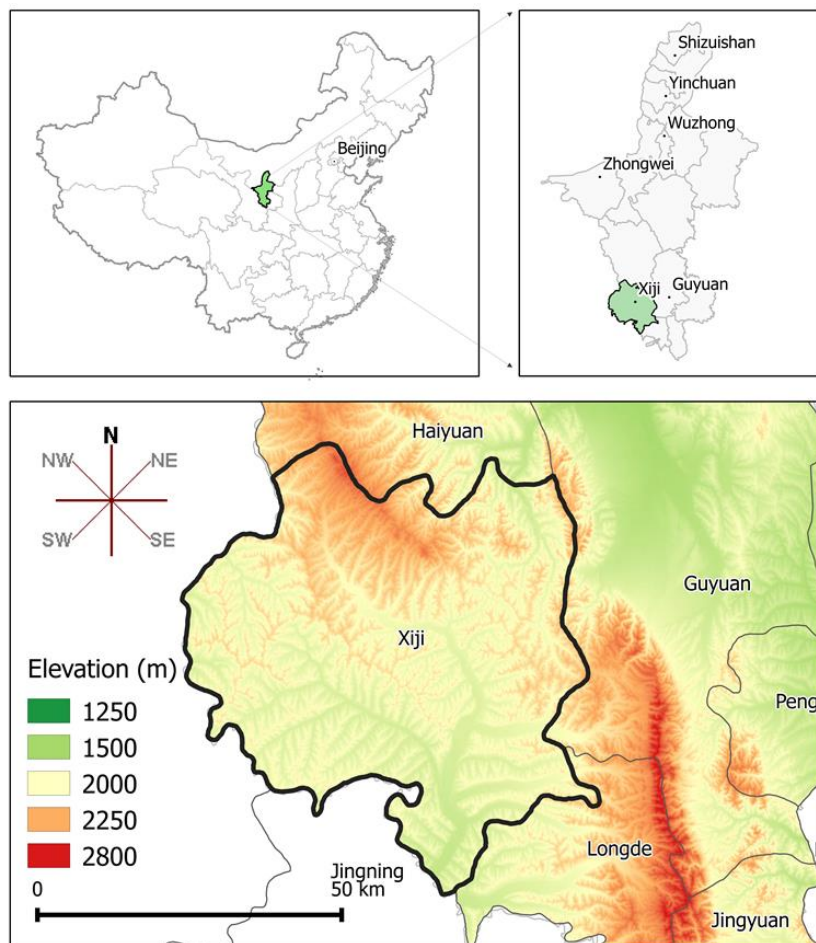 Beijing
Shizuishan
Yinchuan
Wuzhong
Zhongwei
Xiji
Guyuan
N
NW
NE
SW
SE
Haiyuan
Guyuan
Xiji
Elevation (m)
1250
1500
2000
2250
2800
Peng
Longde
Jingning
Jingyuan
0
50 km